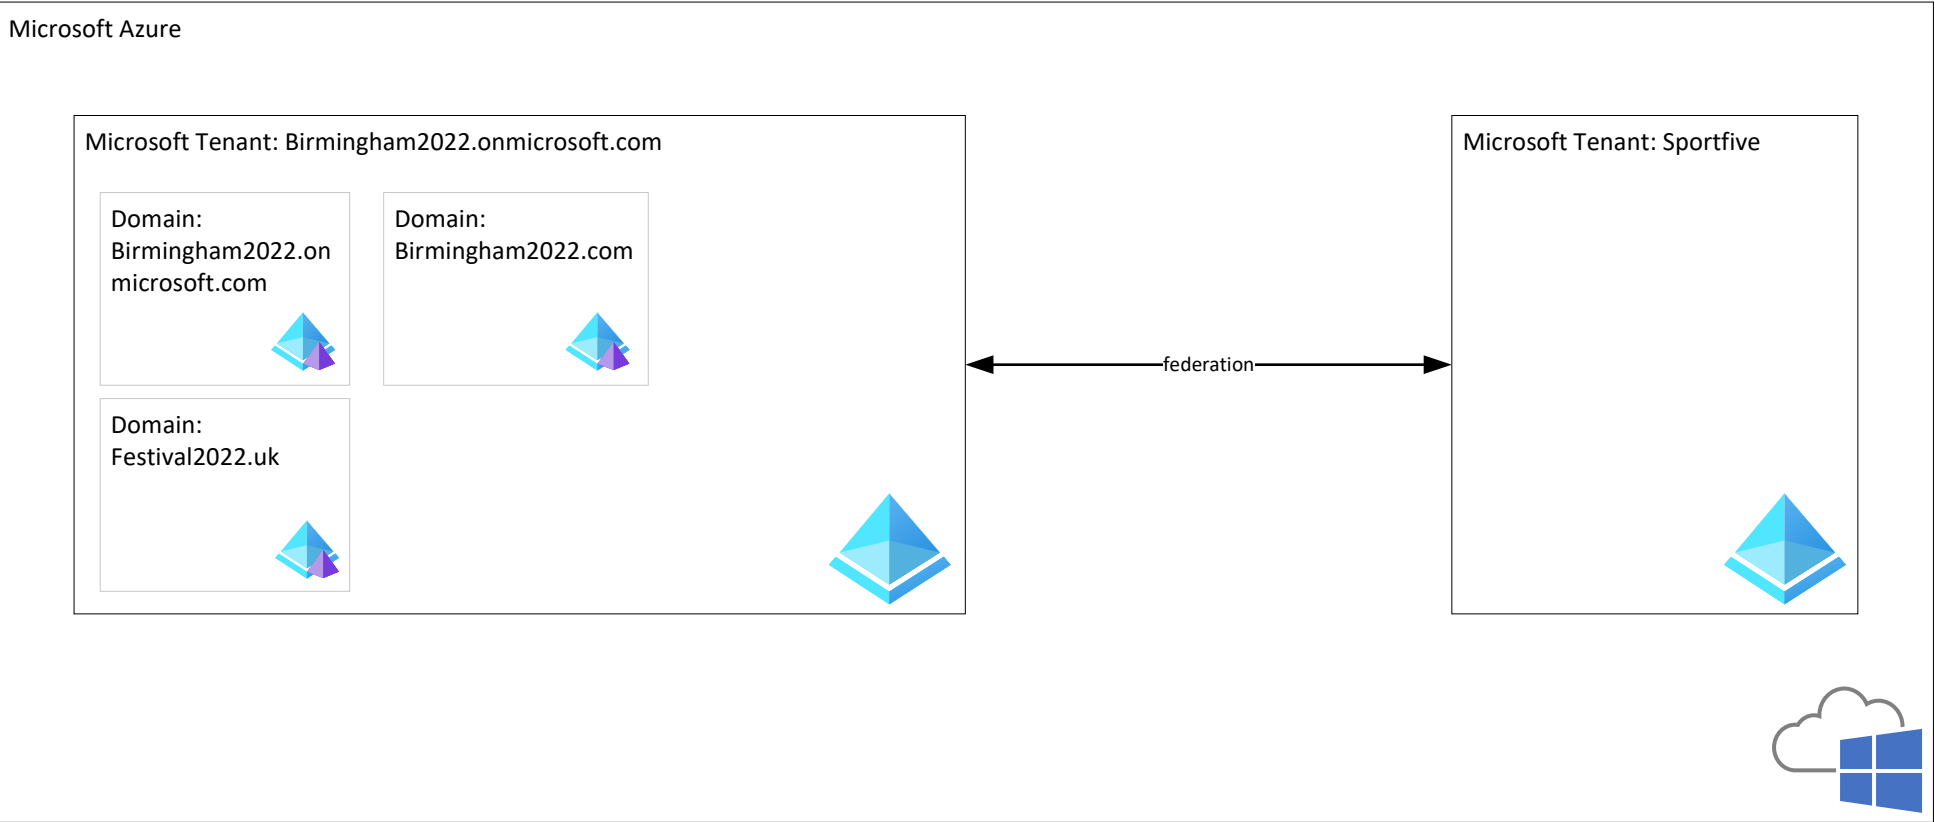 Microsoft Azure
Microsoft Tenant: Birmingham2022.onmicrosoft.com
Domain:
Birmingham2022.on
microsoft.com
Domain:
Birmingham2022.com
Domain:
Festival2022.uk
federation
Microsoft Tenant: Sportfive